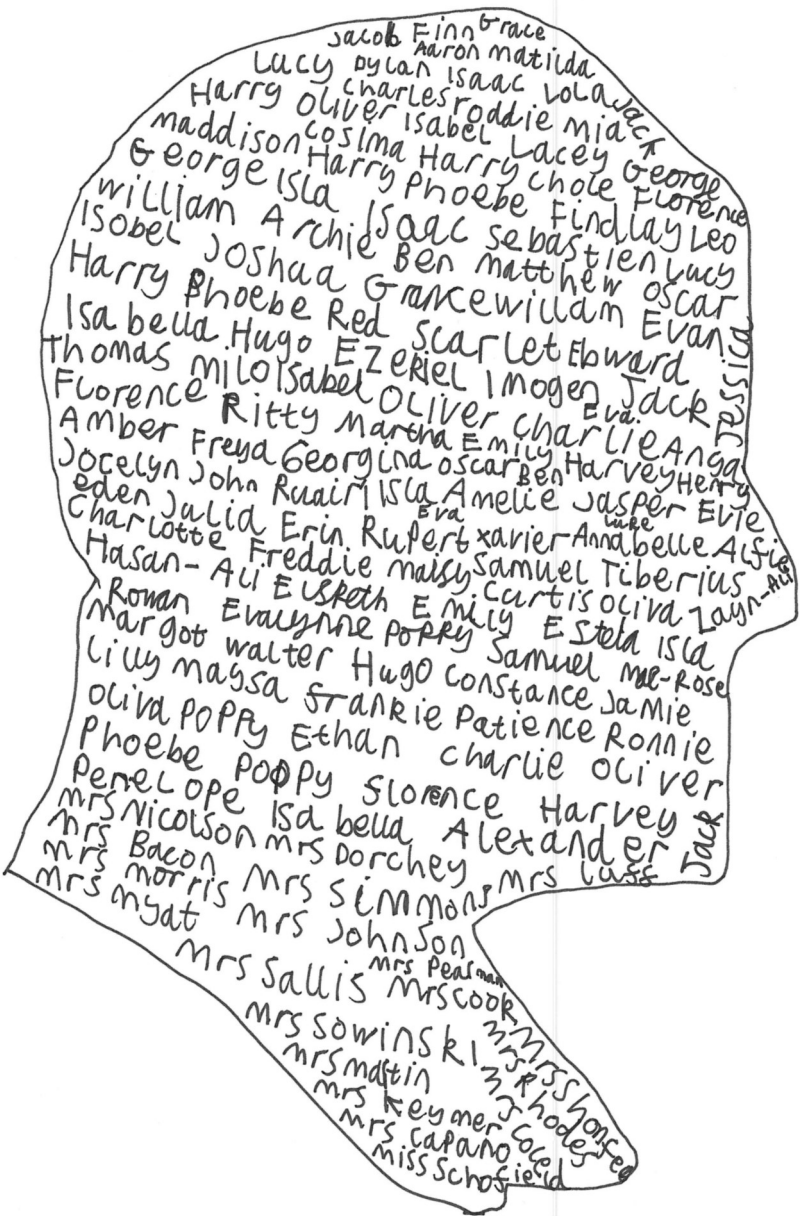 Jacob Finn Grace
Aaron matilda
Lucy Dylan Isaac Lola Jack
Harry Oliver Charles roddie mia
maddison cosima Isabel Lacey George
George Harry Harry Chole Florence
Isla Phoebe Findlay Leo
william Archie Isaac Sebastien Lucy
Isobel Joshua Ben matthew oscar
Harry Phoebe Grance willam Evan
Isabella Hugo Red Scarlet Edward Jessica
Thomas milo Isabel Ezeriel Imogen Jack
Florence Oliver Charlie Eva Anga
Amber Ritty Martha Emily Harvey Henry
Jocelyn Freya Georgina oscar Ben Jasper Evie
eden John Ruairi Isla Amelie Luke Alfie
Charlotte Julia Erin Eva Rupert xavier Annabelle
Hasan-Ali Freddie maisy Samuel Tiberius Zayn-Ali
Rowan Elspeth Emily Curtis oliva
margot Evalynne Poppy Estela Isla
Lilly walter Hugo Samuel Mae-Rose
maysa Frankie Constance Jamie
oliva Poppy Ethan Patience Ronnie
Phoebe Poppy Charlie Oliver
Penelope Isabella Florence Harvey
mrs Nicolson mrs Dorchey Alexander Jack
mrs Bacon mrs Simmons mrs Luff
mrs morris mrs Johnson
mrs myat mrs Pearman
mrs Sallis mrs Cook
mrs Sowinski mrs Rhodes
mrs martin
mrs Keymer
mrs Capano
miss Schofield